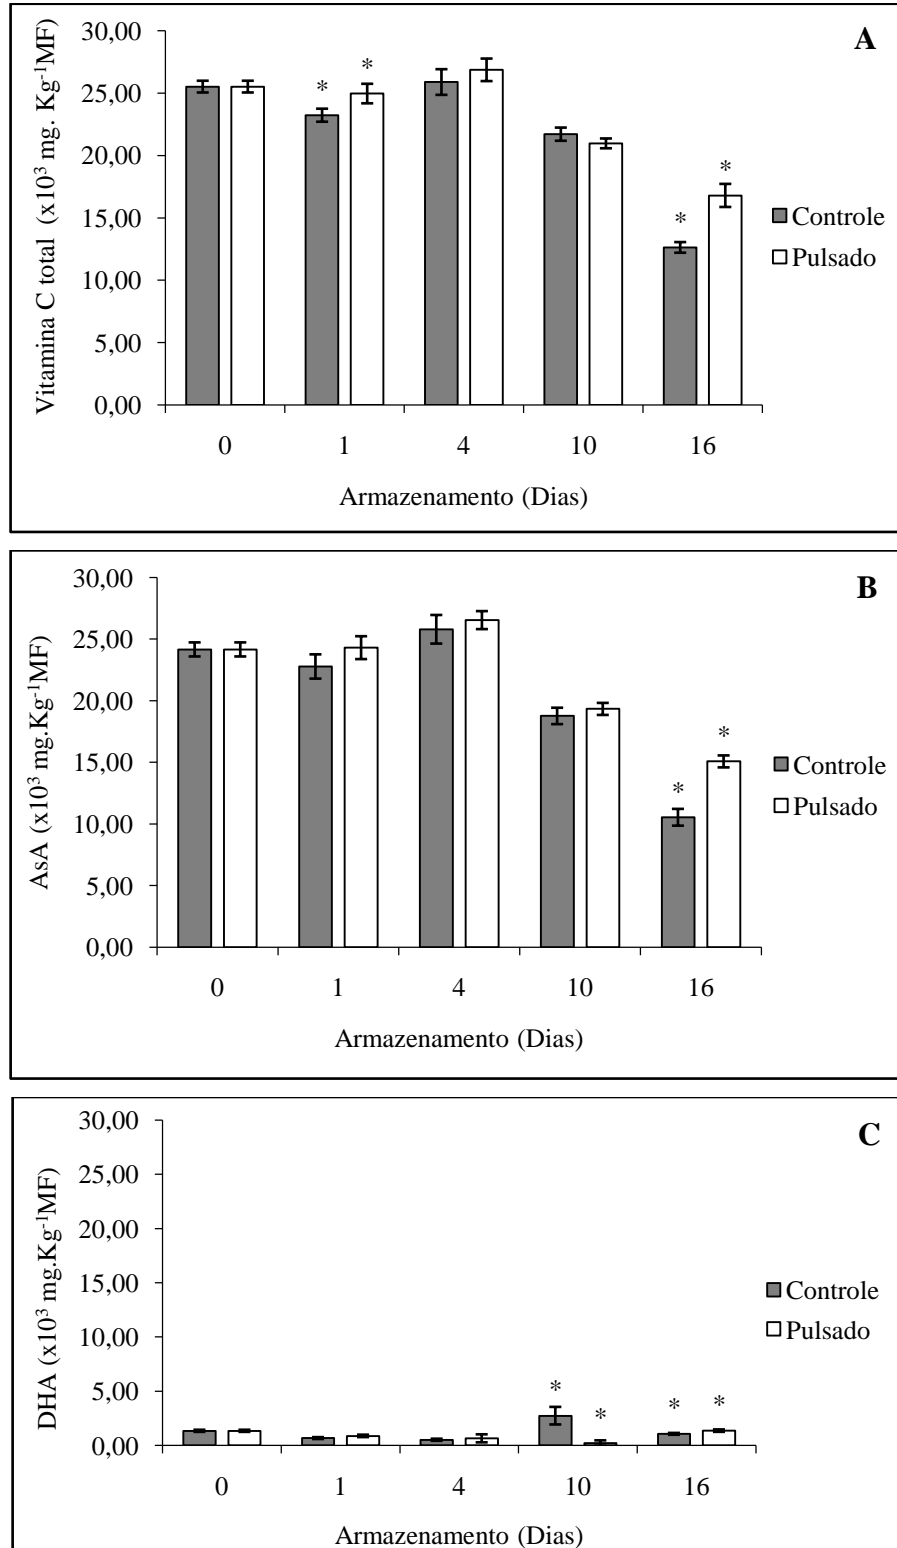 A
Vitamina C total (x10³ mg. Kg⁻¹MF)
30,00
25,00
20,00
15,00
10,00
5,00
0,00
* *
* *
0 1 4 10 16
Armazenamento (Dias)
Controle
Pulsado
B
AsA (x10³ mg.Kg⁻¹MF)
30,00
25,00
20,00
15,00
10,00
5,00
0,00
* *
0 1 4 10 16
Armazenamento (Dias)
Controle
Pulsado
C
DHA (x10³ mg.Kg⁻¹MF)
30,00
25,00
20,00
15,00
10,00
5,00
0,00
* * * *
0 1 4 10 16
Armazenamento (Dias)
Controle
Pulsado